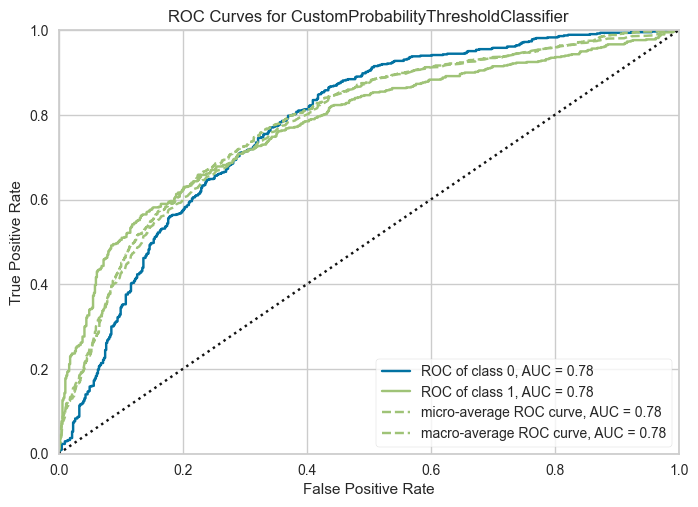 ROC Curves for CustomProbabilityThresholdClassifier
1.0
0.8
0.6
0.4
0.2
0.0
True Positive Rate
ROC of class 0, AUC = 0.78
ROC of class 1, AUC = 0.78
micro-average ROC curve, AUC = 0.78
macro-average ROC curve, AUC = 0.78
0.0 0.2 0.4 0.6 0.8 1.0
False Positive Rate